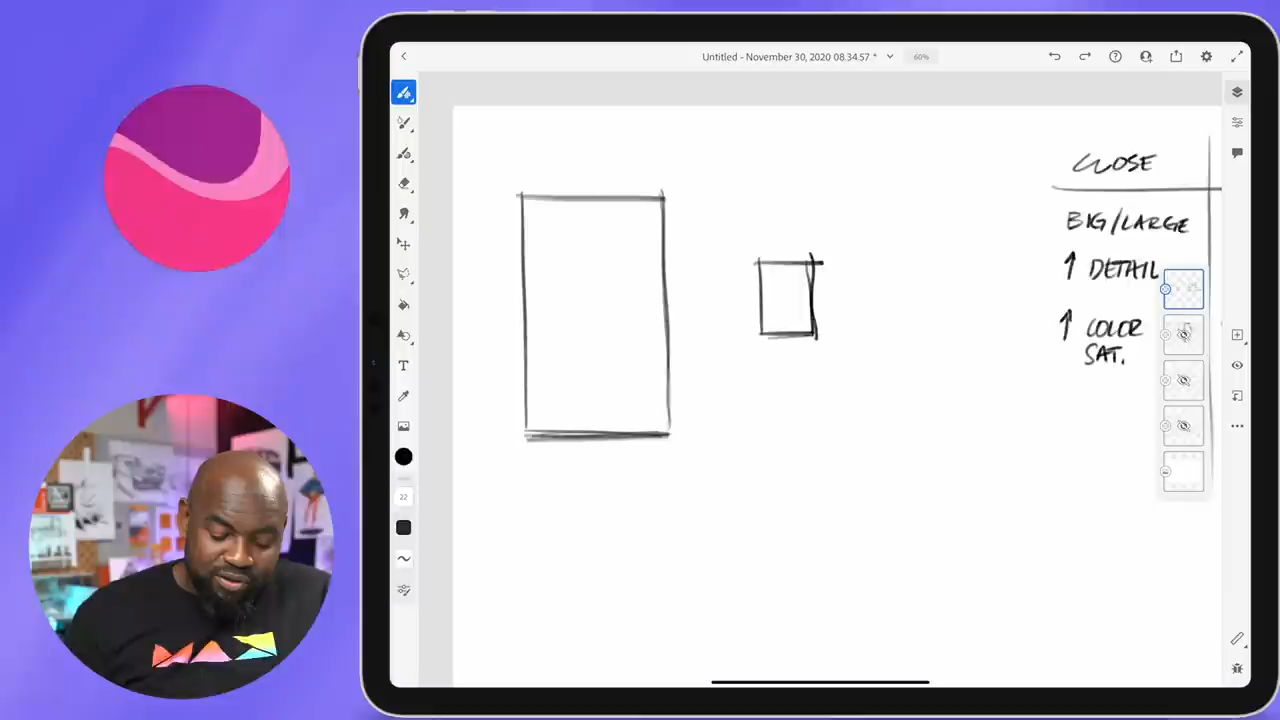 Untitled - November 30, 2020 08.34.57 *
60%
CLOSE
BIG/LARGE
↑ DETAIL
↑ COLOR
SAT.
T
22